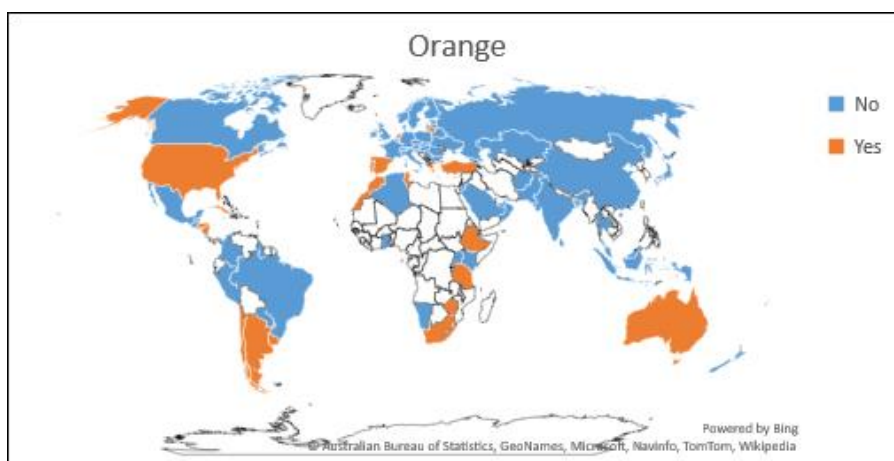 Orange
No
Yes
Powered by Bing
© Australian Bureau of Statistics, GeoNames, Microsoft, Navinfo, TomTom, Wikipedia